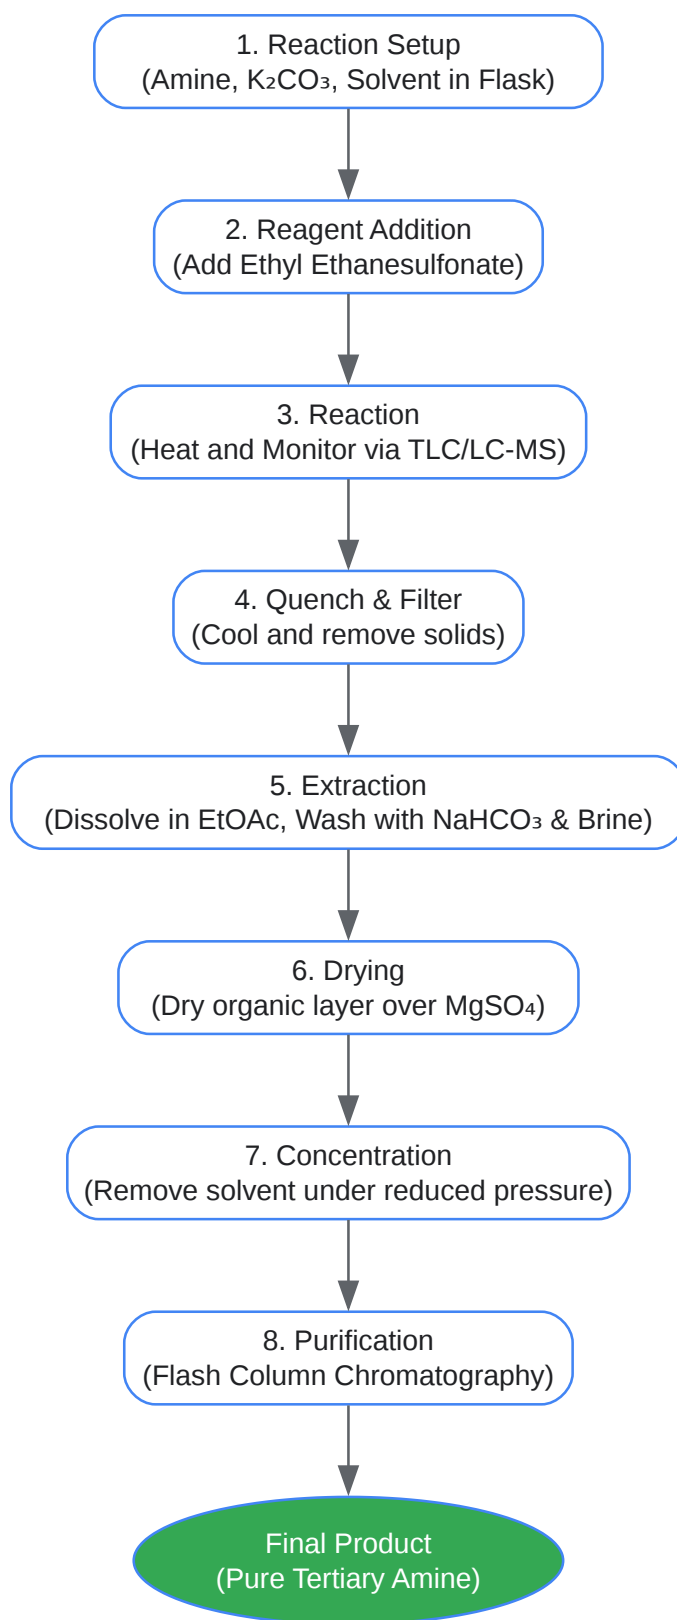 1. Reaction Setup
(Amine, K₂CO₃, Solvent in Flask)
2. Reagent Addition
(Add Ethyl Ethanesulfonate)
3. Reaction
(Heat and Monitor via TLC/LC-MS)
4. Quench & Filter
(Cool and remove solids)
5. Extraction
(Dissolve in EtOAc, Wash with NaHCO₃ & Brine)
6. Drying
(Dry organic layer over MgSO₄)
7. Concentration
(Remove solvent under reduced pressure)
8. Purification
(Flash Column Chromatography)
Final Product
(Pure Tertiary Amine)